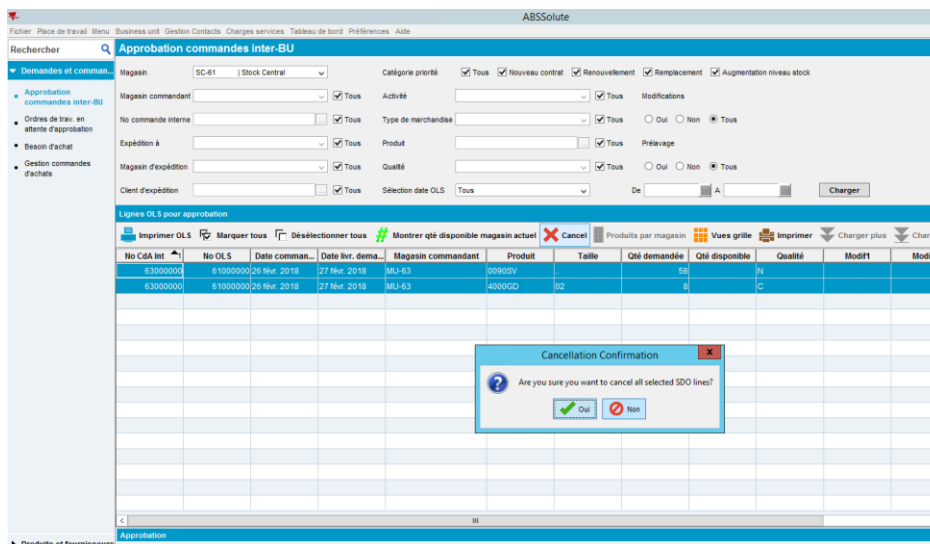 ABSSolute
Fichier Place de travail Menu Business unit Gestion Contacts Charges services Tableau de bord Préférences Aide
Rechercher
Approbation commandes inter-BU
Demandes et comman...
Approbation
commandes inter-BU
Ordres de trav. en
attente d'approbation
Besoin d'achat
Gestion commandes
d'achats
Magasin SC-61 | Stock Central Catégorie priorité Tous Nouveau contrat Renouvellement Remplacement Augmentation niveau stock
Magasin commandant Tous Activité Tous Modifications
No commande interne ... Tous Type de marchandise Tous Oui Non Tous
Expédition à Tous Produit ... Tous Prélavage
Magasin d'expédition Tous Qualité Tous Oui Non Tous
Client d'expédition ... Tous Sélection date OLS Tous De A Charger
Lignes OLS pour approbation
Imprimer OLS Marquer tous Désélectionner tous Montrer qté disponible magasin actuel Cancel Produits par magasin Vues grille Imprimer Charger plus Char
No CdA Int 1 No OLS Date comman... Date livr. dema... Magasin commandant Produit Taille Qté demandée Qté disponible Qualité Modif1 Modi
63000000 61000000 26 févr. 2018 27 févr. 2018 MU-63 0090SV .. 58 N
63000000 61000000 26 févr. 2018 27 févr. 2018 MU-63 4000GD 02 8 C
Cancellation Confirmation
Are you sure you want to cancel all selected SDO lines?
Oui Non
Approbation
Produits et fournisseurs